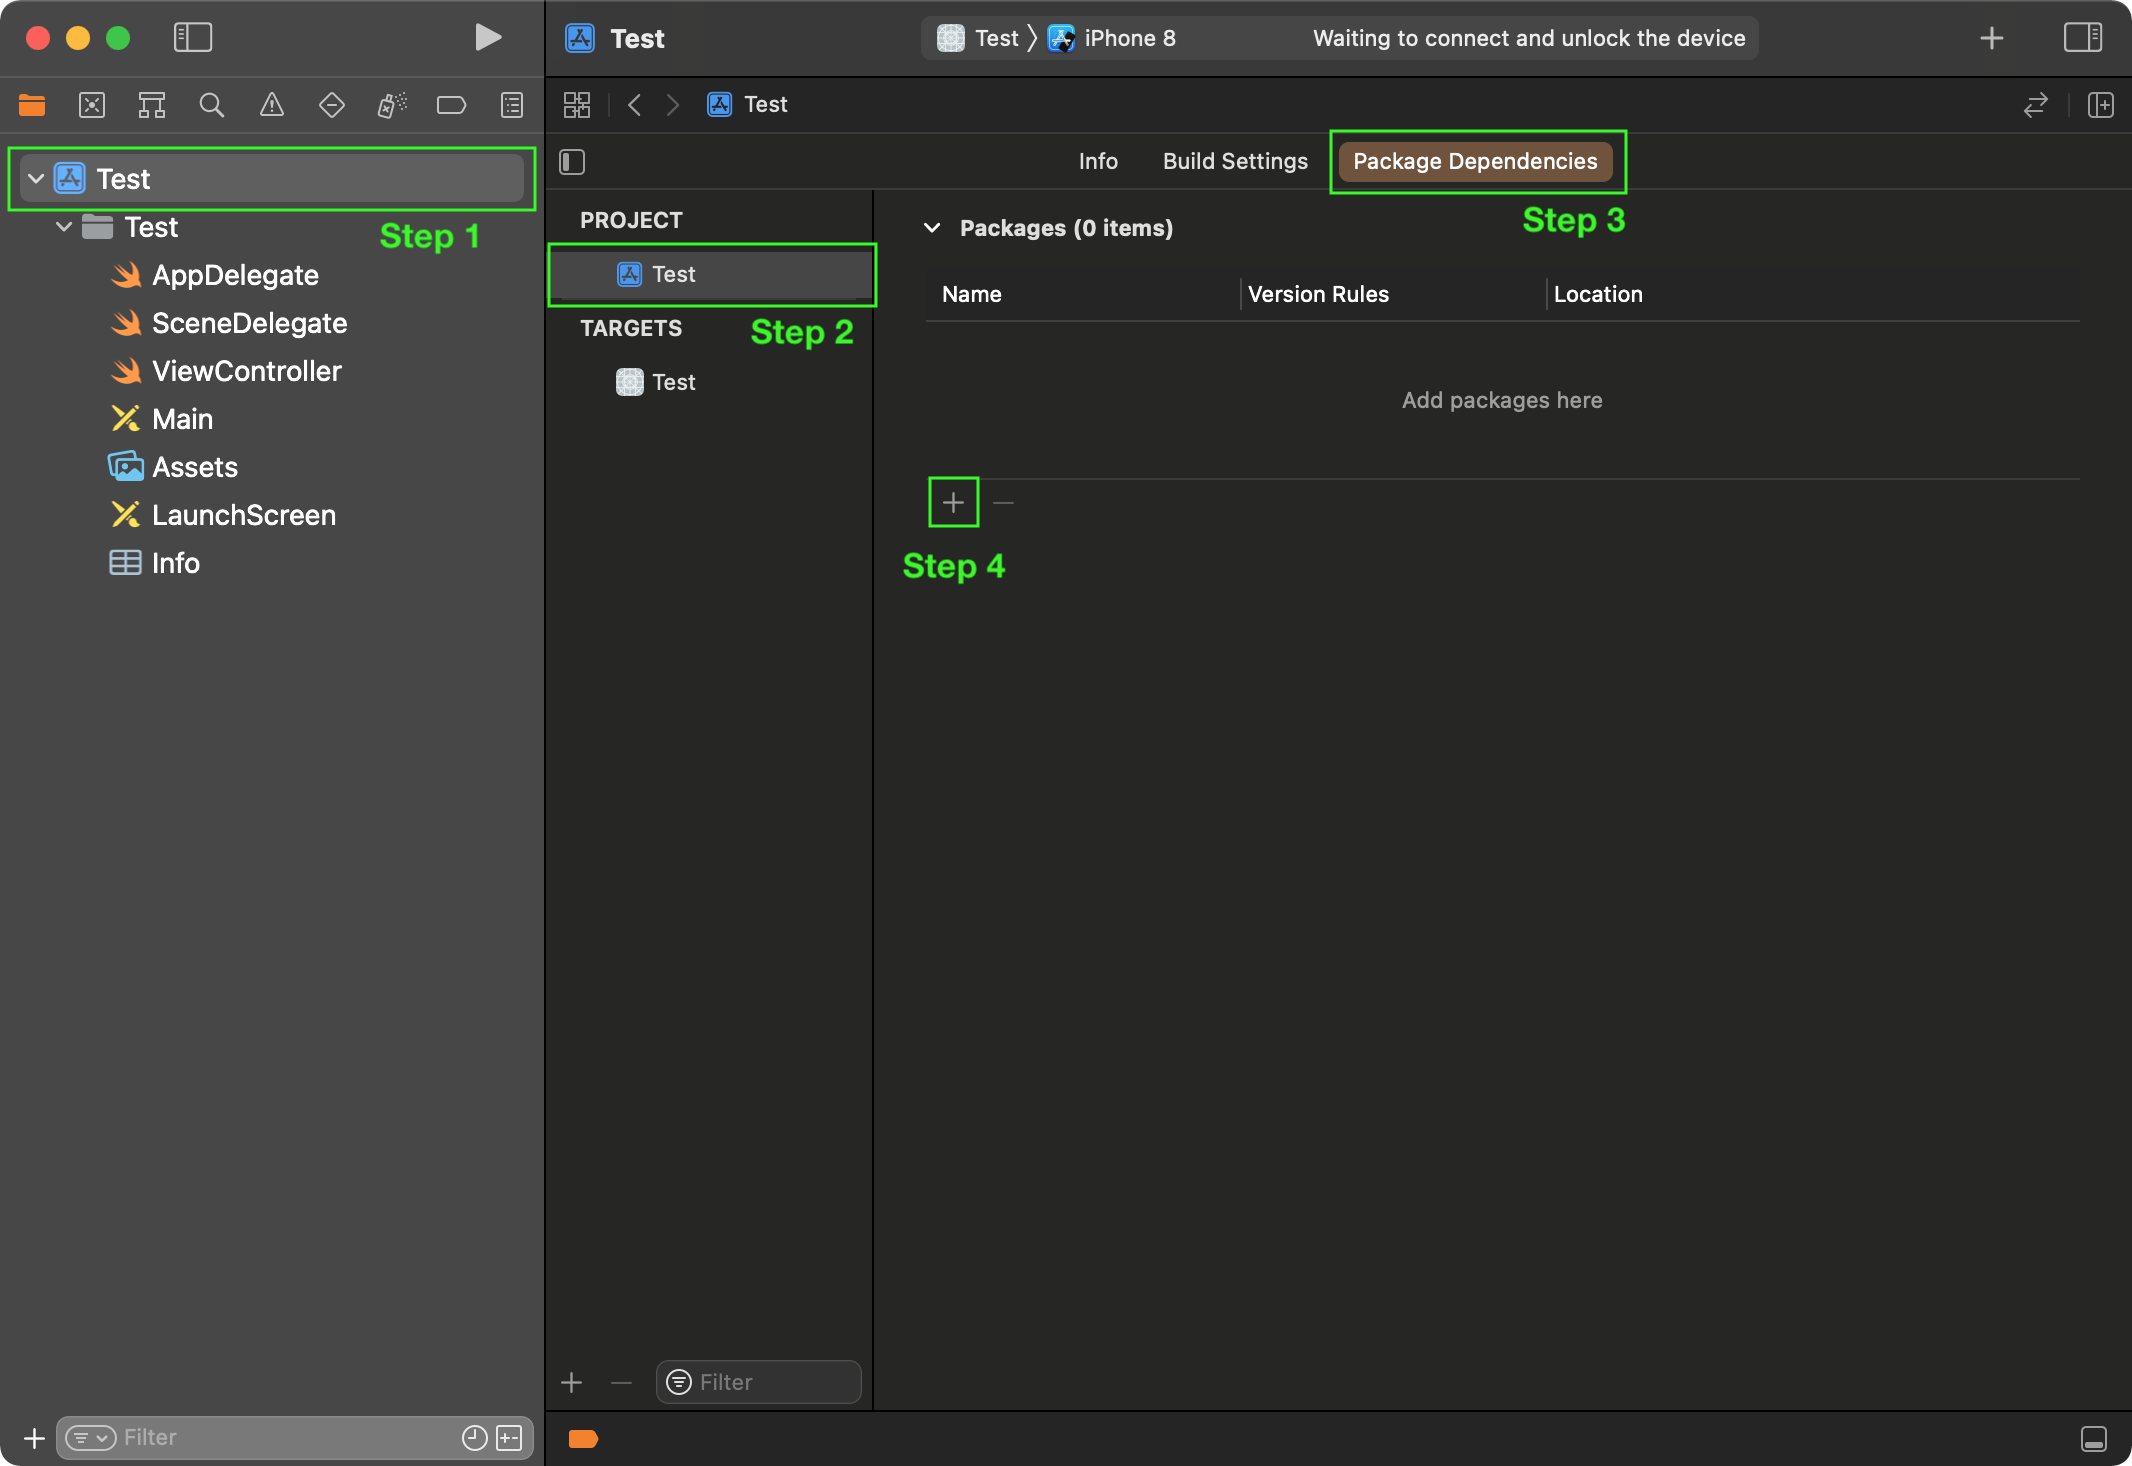 Test
Test
iPhone 8
Waiting to connect and unlock the device
Test
Test
Step 1
Test
AppDelegate
SceneDelegate
ViewController
Main
Assets
LaunchScreen
Info
Filter
Info
Build Settings
Package Dependencies
Step 3
PROJECT
Test
Step 2
TARGETS
Test
Filter
Packages (0 items)
Name
Version Rules
Location
Add packages here
Step 4